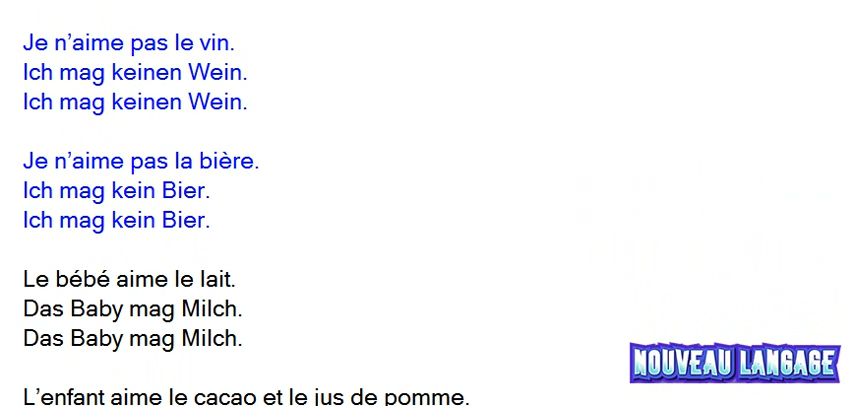 Je n’aime pas le vin.
Ich mag keinen Wein.
Ich mag keinen Wein.
Je n’aime pas la bière.
Ich mag kein Bier.
Ich mag kein Bier.
Le bébé aime le lait.
Das Baby mag Milch.
Das Baby mag Milch.
NOUVEAU LANGAGE
L’enfant aime le cacao et le jus de pomme.